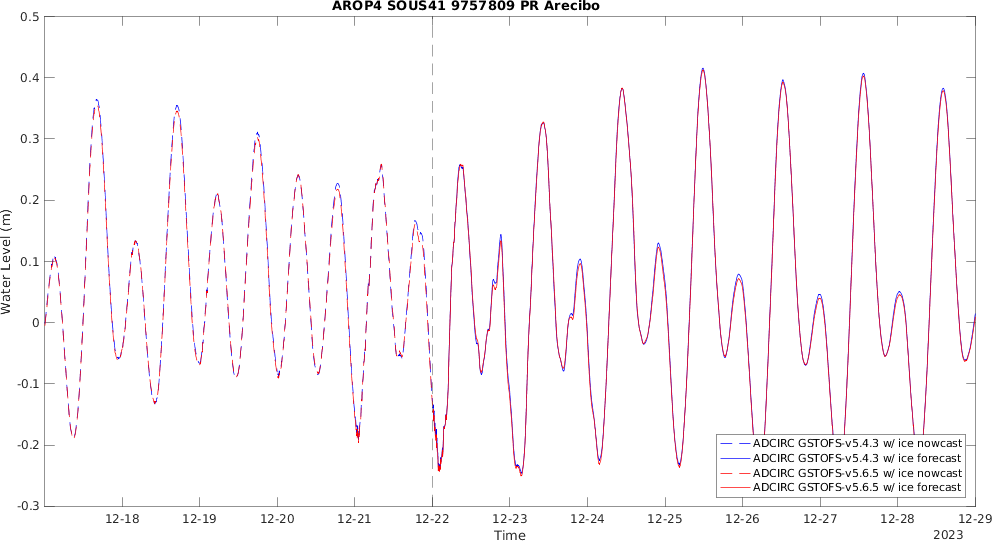 AROP4 SOUS41 9757809 PR Arecibo
0.5
0.4
0.3
0.2
0.1
0
-0.1
-0.2
-0.3
Water Level (m)
ADCIRC GSTOFS-v5.4.3 w/ ice nowcast
ADCIRC GSTOFS-v5.4.3 w/ ice forecast
ADCIRC GSTOFS-v5.6.5 w/ ice nowcast
ADCIRC GSTOFS-v5.6.5 w/ ice forecast
12-18 12-19 12-20 12-21 12-22 12-23 12-24 12-25 12-26 12-27 12-28 12-29
Time
2023